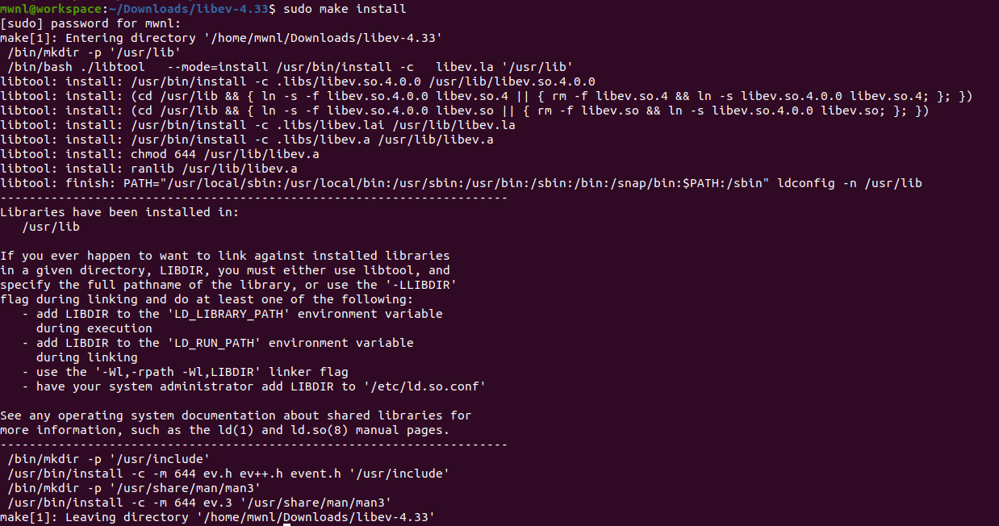 mwnl@workspace:~/Downloads/libev-4.33$ sudo make install
[sudo] password for mwnl:
make[1]: Entering directory '/home/mwnl/Downloads/libev-4.33'
 /bin/mkdir -p '/usr/lib'
 /bin/bash ./libtool   --mode=install /usr/bin/install -c   libev.la '/usr/lib'
libtool: install: /usr/bin/install -c .libs/libev.so.4.0.0 /usr/lib/libev.so.4.0.0
libtool: install: (cd /usr/lib && { ln -s -f libev.so.4.0.0 libev.so.4 || { rm -f libev.so.4 && ln -s libev.so.4.0.0 libev.so.4; }; })
libtool: install: (cd /usr/lib && { ln -s -f libev.so.4.0.0 libev.so || { rm -f libev.so && ln -s libev.so.4.0.0 libev.so; }; })
libtool: install: /usr/bin/install -c .libs/libev.lai /usr/lib/libev.la
libtool: install: /usr/bin/install -c .libs/libev.a /usr/lib/libev.a
libtool: install: chmod 644 /usr/lib/libev.a
libtool: install: ranlib /usr/lib/libev.a
libtool: finish: PATH="/usr/local/sbin:/usr/local/bin:/usr/sbin:/usr/bin:/sbin:/bin:/snap/bin:$PATH:/sbin" ldconfig -n /usr/lib
----------------------------------------------------------------------
Libraries have been installed in:
   /usr/lib

If you ever happen to want to link against installed libraries
in a given directory, LIBDIR, you must either use libtool, and
specify the full pathname of the library, or use the '-LLIBDIR'
flag during linking and do at least one of the following:
   - add LIBDIR to the 'LD_LIBRARY_PATH' environment variable
     during execution
   - add LIBDIR to the 'LD_RUN_PATH' environment variable
     during linking
   - use the '-Wl,-rpath -Wl,LIBDIR' linker flag
   - have your system administrator add LIBDIR to '/etc/ld.so.conf'

See any operating system documentation about shared libraries for
more information, such as the ld(1) and ld.so(8) manual pages.
----------------------------------------------------------------------
 /bin/mkdir -p '/usr/include'
 /usr/bin/install -c -m 644 ev.h ev++.h event.h '/usr/include'
 /bin/mkdir -p '/usr/share/man/man3'
 /usr/bin/install -c -m 644 ev.3 '/usr/share/man/man3'
make[1]: Leaving directory '/home/mwnl/Downloads/libev-4.33'